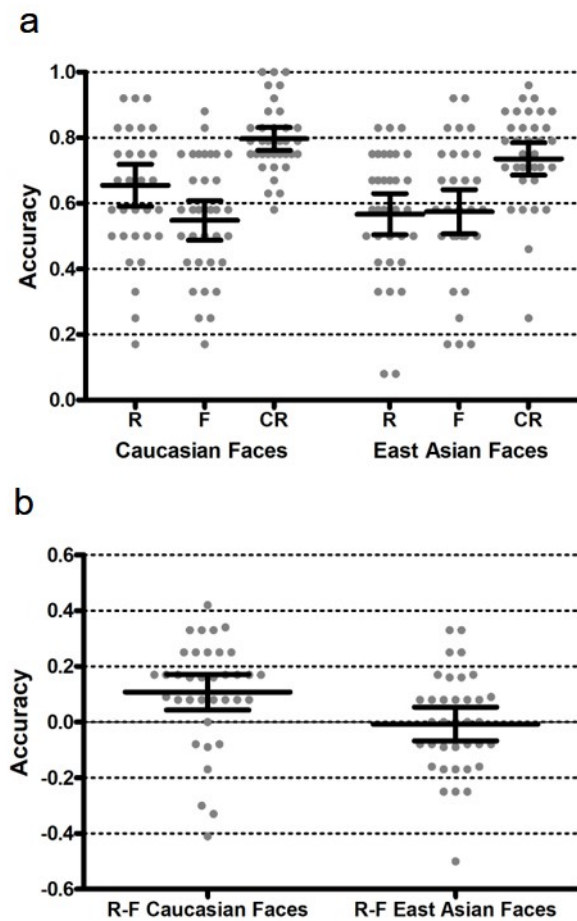 a
1.0
0.8
0.6
0.4
0.2
0.0
Accuracy
R F CR R F CR
Caucasian Faces East Asian Faces
b
0.6
0.4
0.2
0.0
-0.2
-0.4
-0.6
Accuracy
R-F Caucasian Faces R-F East Asian Faces